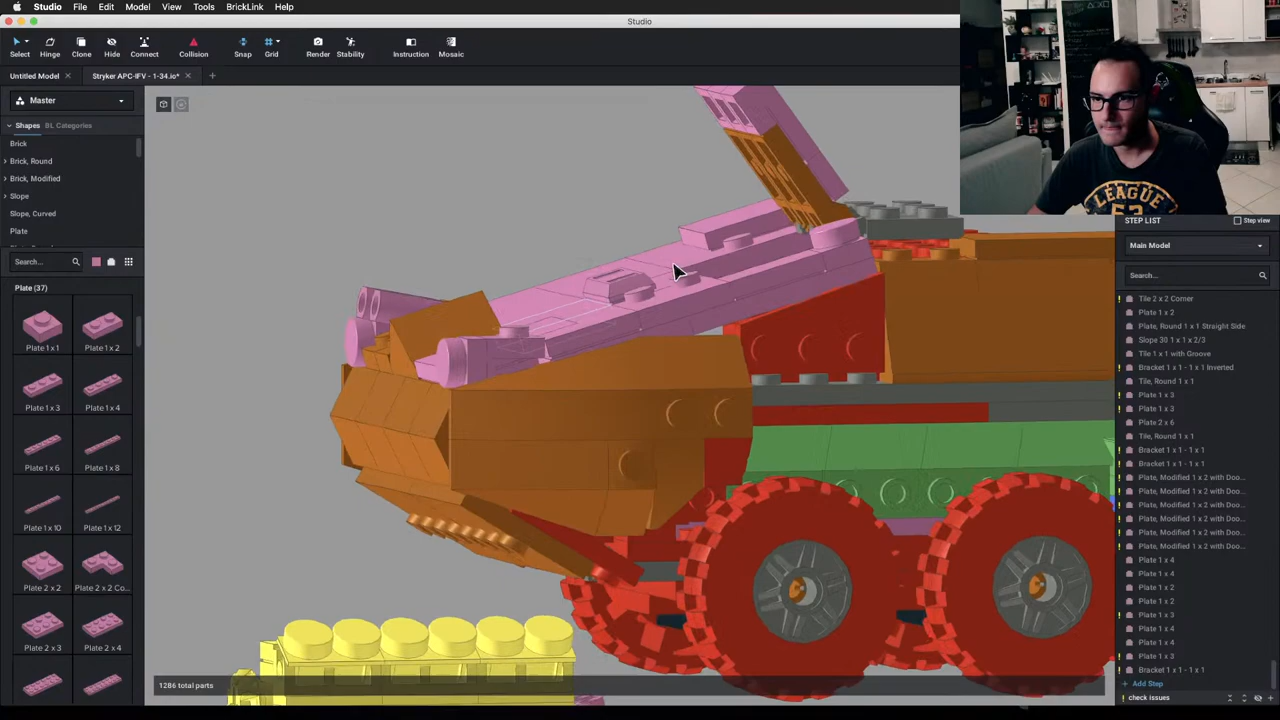 Studio File Edit Model View Tools BrickLink Help
Studio
Select Hinge Clone Hide Connect Collision Snap Grid Render Stability Instruction Mosaic
Untitled Model Stryker APC-IFV - 1-34.io*
Master
Shapes BL Categories
Brick
Brick, Round
Brick, Modified
Slope
Slope, Curved
Plate
Search...
Plate (37)
Plate 1 x 1 Plate 1 x 2
Plate 1 x 3 Plate 1 x 4
Plate 1 x 6 Plate 1 x 8
Plate 1 x 10 Plate 1 x 12
Plate 2 x 2 Plate 2 x 2 Co...
Plate 2 x 3 Plate 2 x 4
1286 total parts
LEAGUE
STEP LIST Step view
Main Model
Search...
Tile 2 x 2 Corner
Plate 1 x 2
Plate, Round 1 x 1 Straight Side
Slope 30 1 x 1 x 2/3
Tile 1 x 1 with Groove
Bracket 1 x 1 - 1 x 1 Inverted
Tile, Round 1 x 1
Plate 1 x 3
Plate 1 x 3
Plate 2 x 6
Tile, Round 1 x 1
Bracket 1 x 1 - 1 x 1
Bracket 1 x 1 - 1 x 1
Plate, Modified 1 x 2 with Doo...
Plate, Modified 1 x 2 with Doo...
Plate, Modified 1 x 2 with Doo...
Plate, Modified 1 x 2 with Doo...
Plate, Modified 1 x 2 with Doo...
Plate, Modified 1 x 2 with Doo...
Plate 1 x 4
Plate 1 x 4
Plate 1 x 2
Plate 1 x 2
Plate 1 x 3
Plate 1 x 4
Plate 1 x 4
Plate 1 x 3
Bracket 1 x 1 - 1 x 1
+ Add Step
check issues